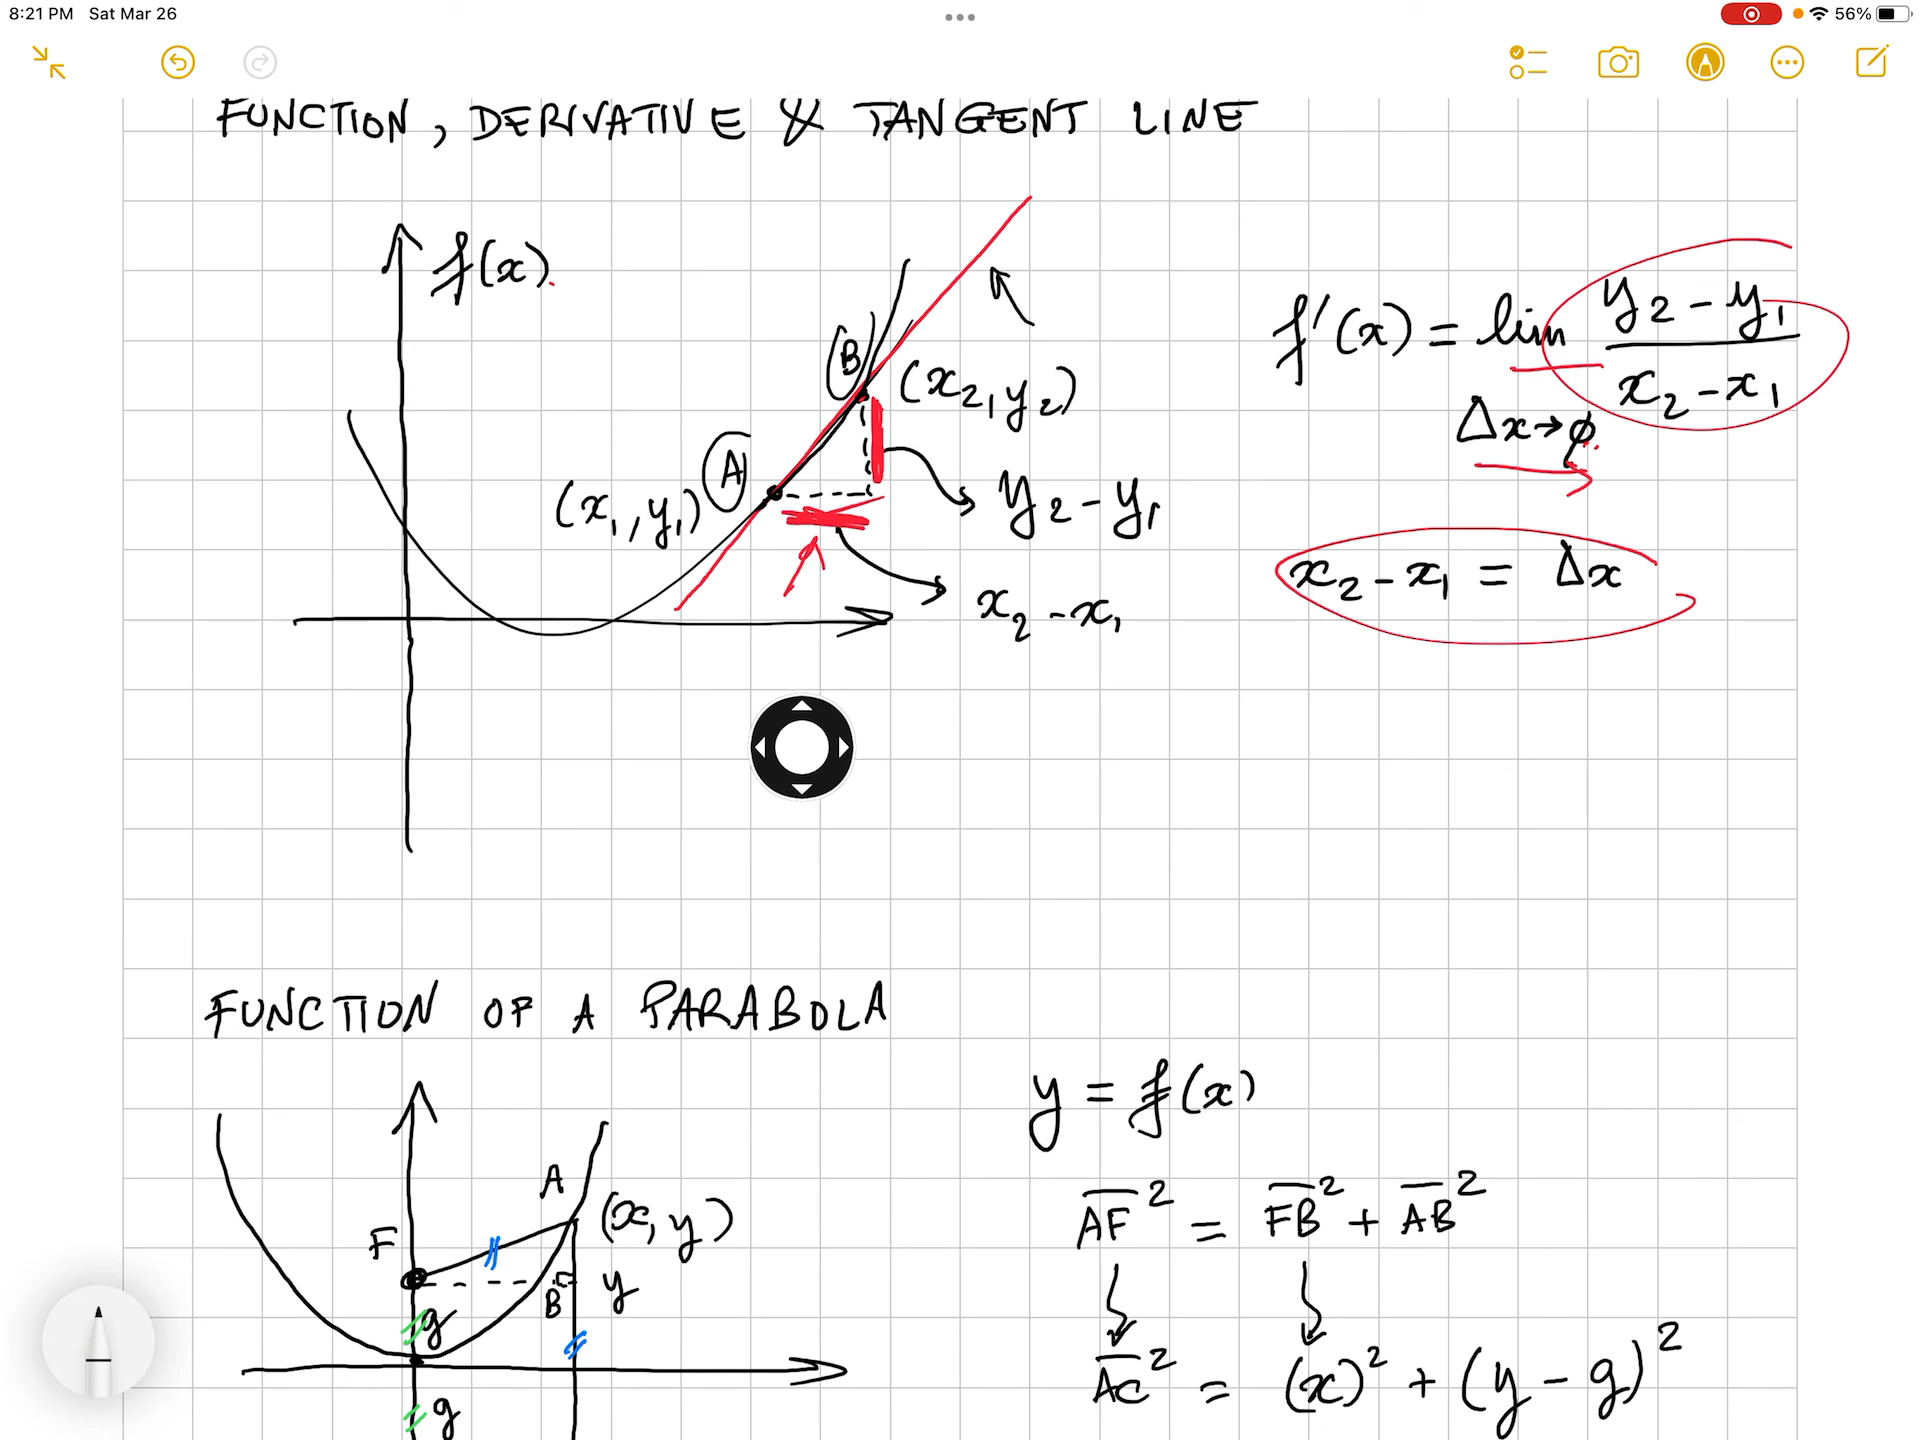 8:21 PM Sat Mar 26
56%
FUNCTION, DERIVATIVE & TANGENT LINE
f(x)
B
(x₂, y₂)
A
(x₁, y₁)
y₂ - y₁
x₂ - x₁
f'(x) = lim y₂ - y₁ / x₂ - x₁
Δx → ϕ
x₂ - x₁ = Δx
FUNCTION OF A PARABOLA
A
(x, y)
F
B
y
g
g
y = f(x)
AF² = FB² + AB²
AC² = (x)² + (y - g)²